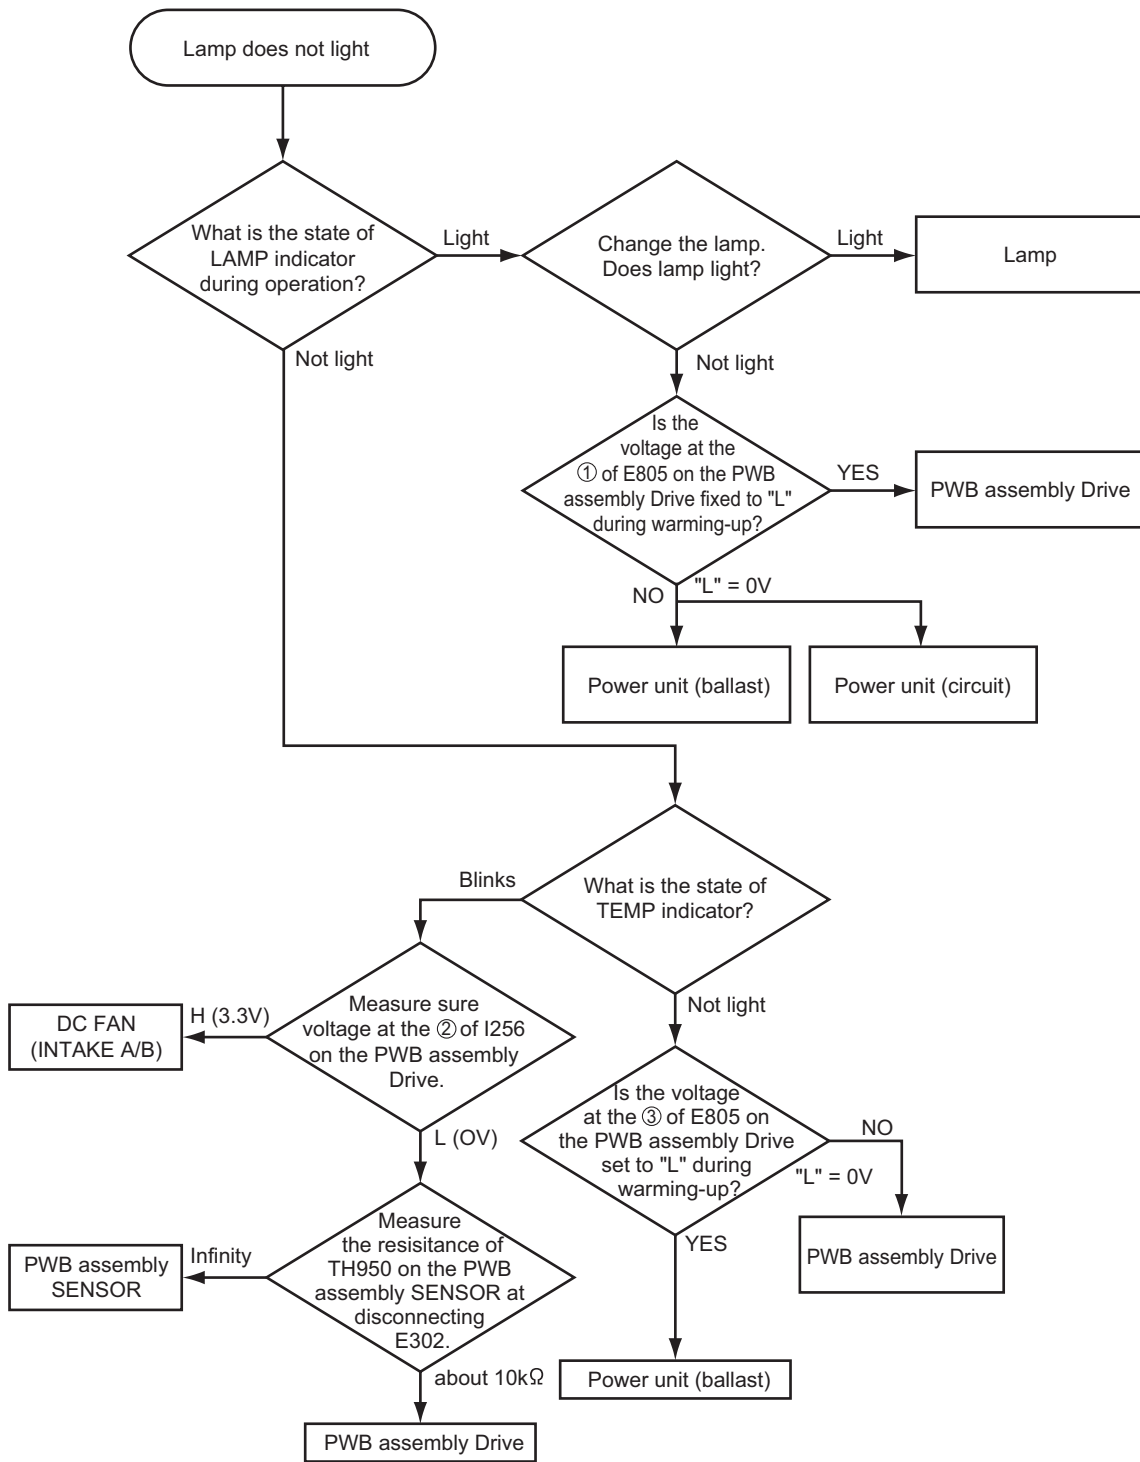 Lamp does not light
What is the state of
LAMP indicator
during operation?
Light
Change the lamp.
Does lamp light?
Light
Lamp
Not light
Not light
Is the
voltage at the
① of E805 on the PWB
assembly Drive fixed to "L"
during warming-up?
YES
PWB assembly Drive
NO
"L" = 0V
Power unit (ballast)
Power unit (circuit)
What is the state of
TEMP indicator?
Blinks
Not light
Measure sure
voltage at the ② of I256
on the PWB assembly
Drive.
H (3.3V)
DC FAN
(INTAKE A/B)
L (OV)
Is the voltage
at the ③ of E805 on
the PWB assembly Drive
set to "L" during
warming-up?
NO
"L" = 0V
PWB assembly Drive
YES
Power unit (ballast)
Measure
the resisitance of
TH950 on the PWB
assembly SENSOR at
disconnecting
E302.
Infinity
PWB assembly
SENSOR
about 10kΩ
PWB assembly Drive